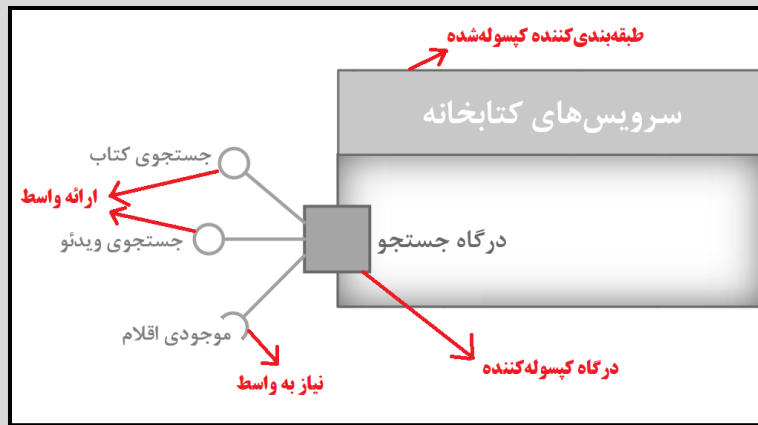 طبقه‌بندی‌کننده کپسوله‌شده
سرویس‌های کتابخانه
جستجوی کتاب
ارائه واسط
جستجوی ویدئو
درگاه جستجو
موجودی اقلام
درگاه کپسوله‌کننده
نیاز به واسط